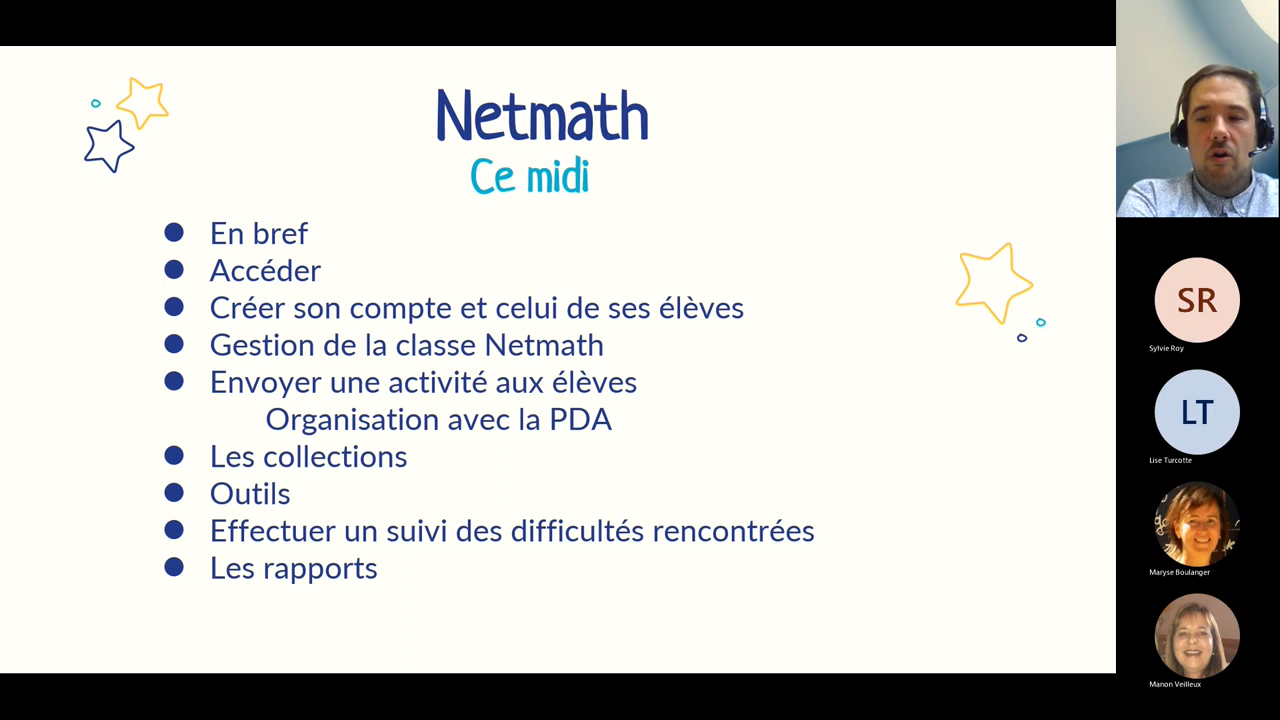 Netmath
Ce midi
● En bref
● Accéder
● Créer son compte et celui de ses élèves
● Gestion de la classe Netmath
● Envoyer une activité aux élèves
Organisation avec la PDA
● Les collections
● Outils
● Effectuer un suivi des difficultés rencontrées
● Les rapports
SR
Sylvie Roy
LT
Lise Turcotte
Maryse Boulanger
Manon Veilleux